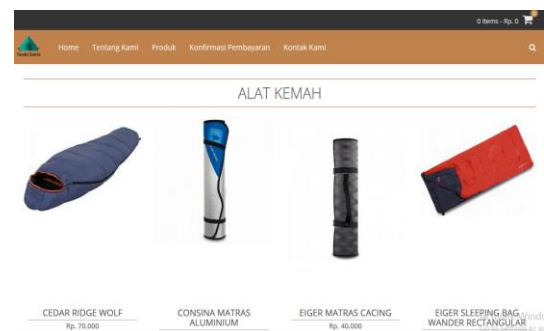 0 items - Rp. 0
0
Home Tentang Kami Produk Konfirmasi Pembayaran Kontak Kami
ALAT KEMAH
CEDAR RIDGE WOLF
Rp. 70.000
CONSINA MATRAS
ALUMINIUM
EIGER MATRAS CACING
Rp. 40.000
EIGER SLEEPING BAG
WANDER RECTANGULAR